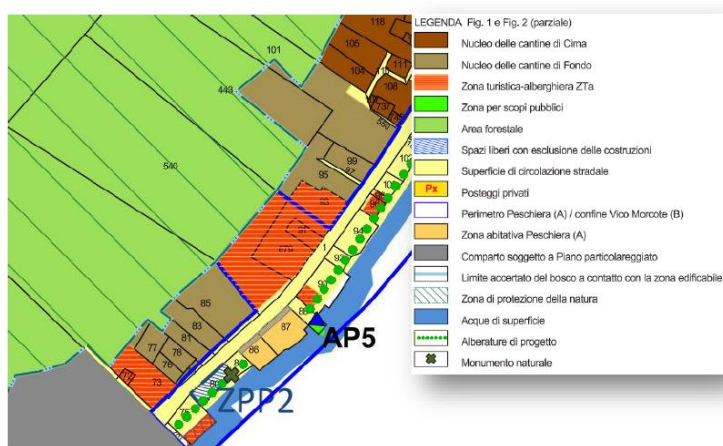 LEGENDA Fig. 1 e Fig. 2 (parziale)
Nucleo delle cantine di Cima
Nucleo delle cantine di Fondo
Zona turistica-alberghiera ZTa
Zona per scopi pubblici
Area forestale
Spazi liberi con esclusione delle costruzioni
Superficie di circolazione stradale
Px
Posteggi privati
Perimetro Peschiera (A) / confine Vico Morcote (B)
Zona abitativa Peschiera (A)
Comparto soggetto a Piano particolareggiato
Limite accertato del bosco a contatto con la zona edificabile
Zona di protezione della natura
Acque di superficie
Alberature di progetto
Monumento naturale
118
105
101
104
111
108
443
540
99
95
94
1
85
83
81
77
78
73
87
86
75
AP5
ZPP2